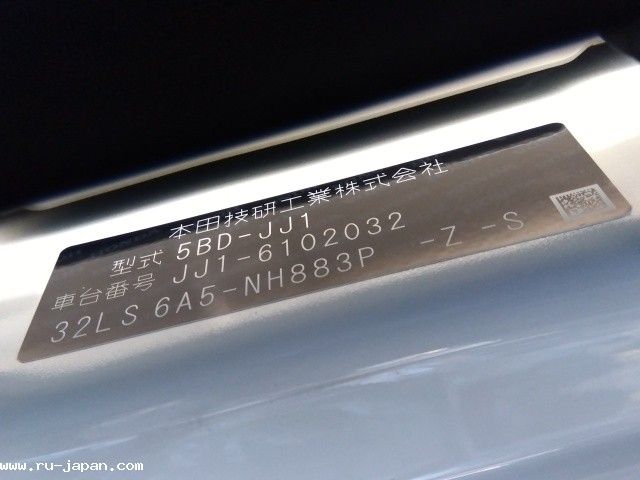 本田技研工業株式会社
型式 5BD-JJ1
車台番号 JJ1-6102032
32LS 6A5-NH883P -Z -S
www.ru-japan.com